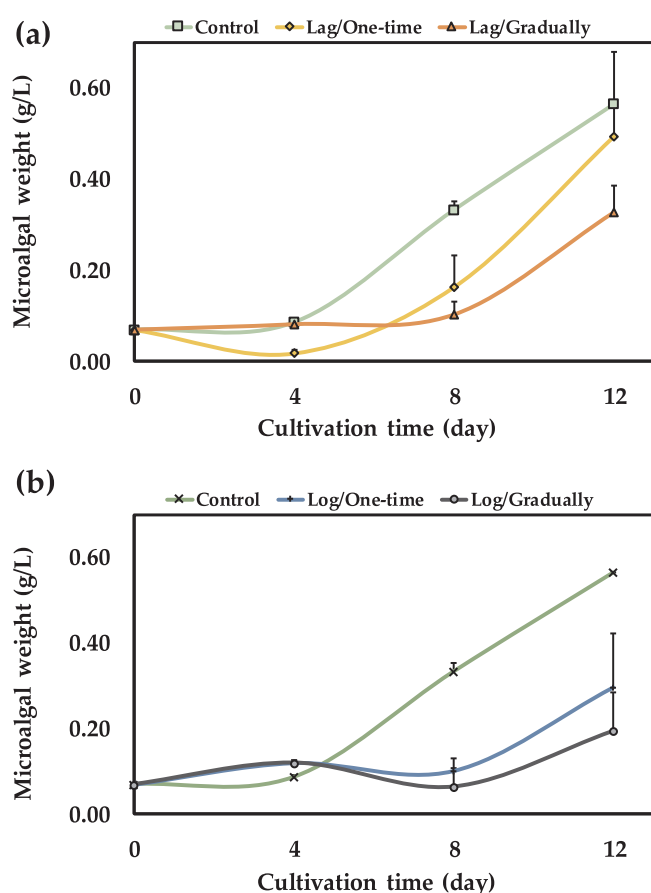 (a)
Control Lag/One-time Lag/Gradually
Microalgal weight (g/L)
0.60
0.40
0.20
0.00
0 4 8 12
Cultivation time (day)
(b)
Control Log/One-time Log/Gradually
Microalgal weight (g/L)
0.60
0.40
0.20
0.00
0 4 8 12
Cultivation time (day)